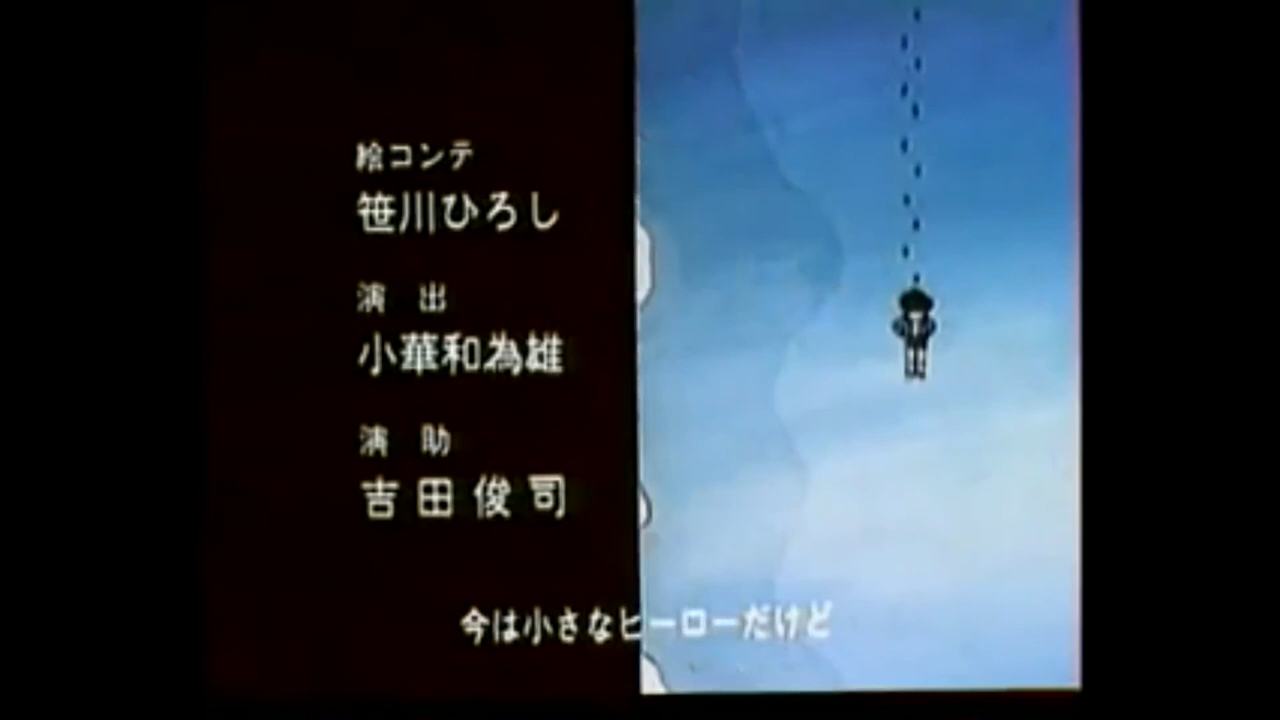 絵コンテ
笹川ひろし
演 出
小華和為雄
演 助
吉田俊司
今は小さなヒーローだけど